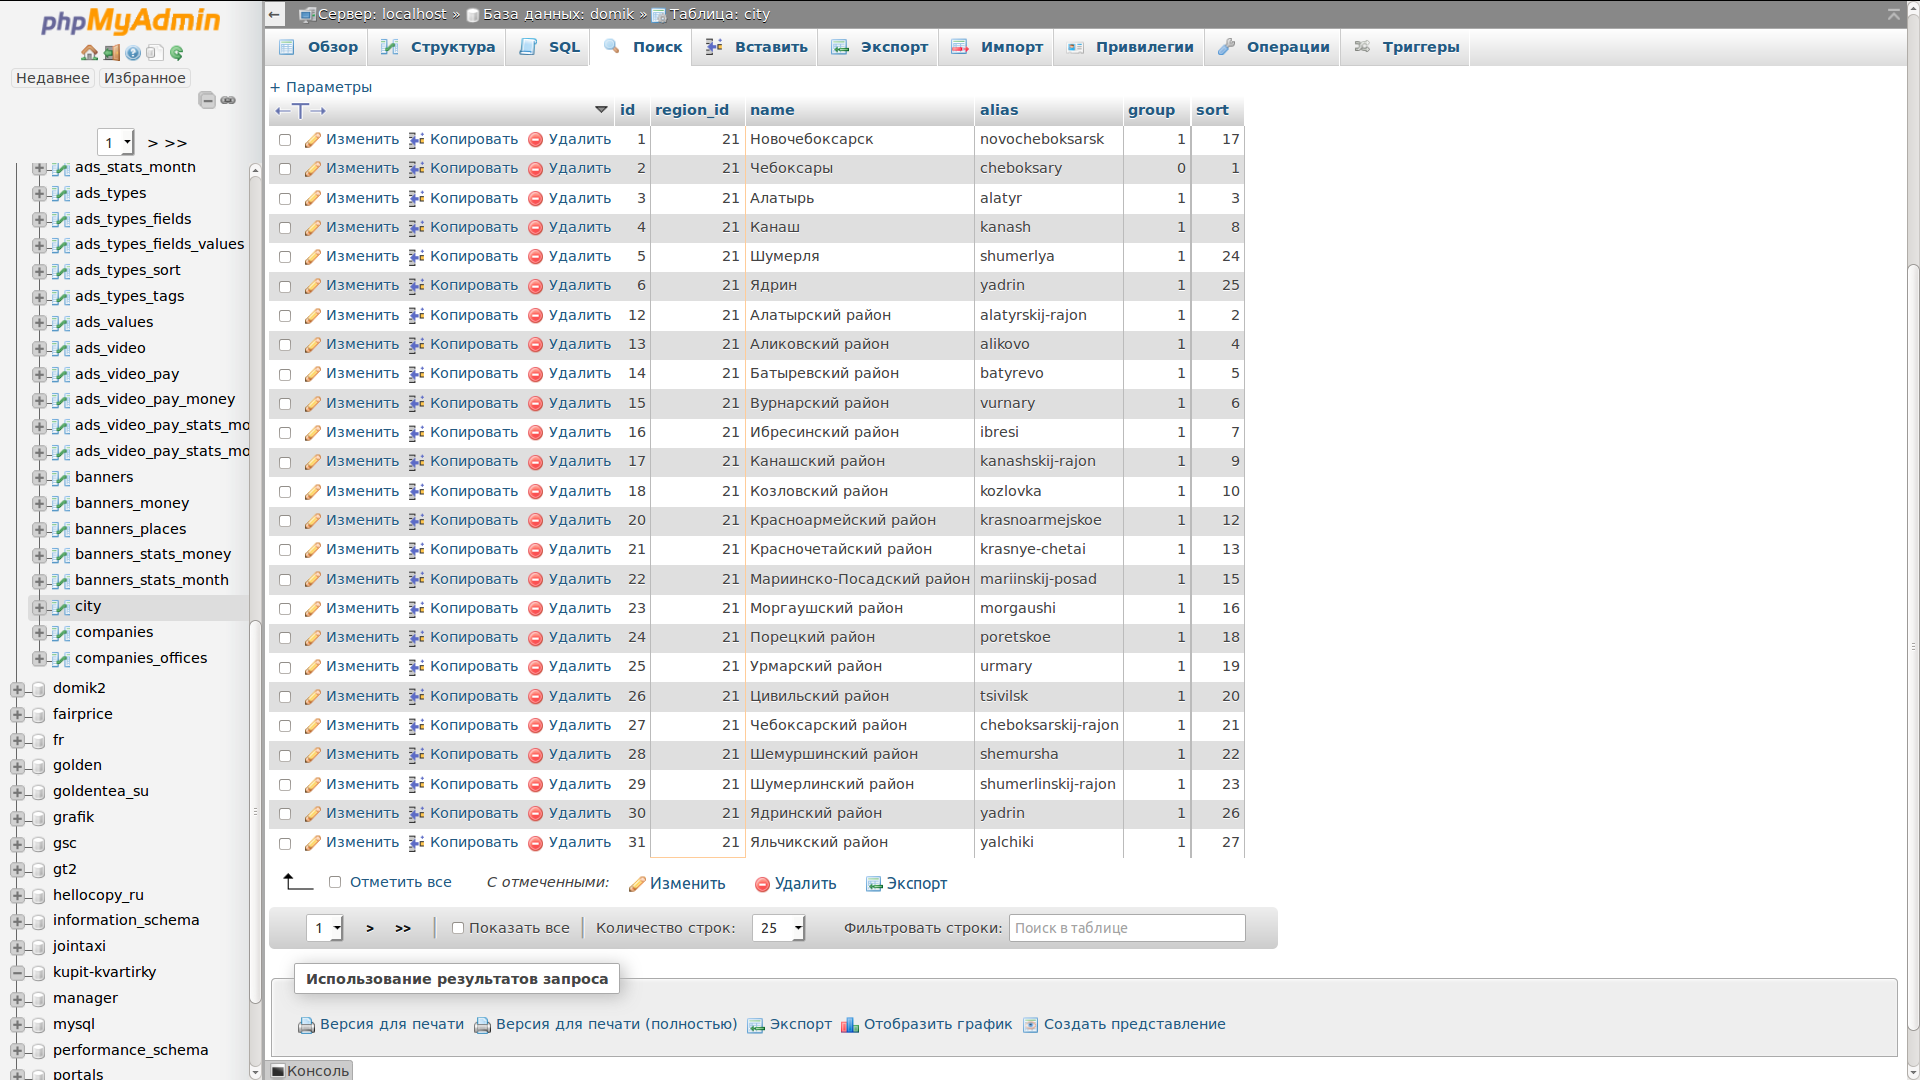 phpMyAdmin
Недавнее Избранное
1 > >>
ads_stats_month
ads_types
ads_types_fields
ads_types_fields_values
ads_types_sort
ads_types_tags
ads_values
ads_video
ads_video_pay
ads_video_pay_money
ads_video_pay_stats_mo
ads_video_pay_stats_mo
banners
banners_money
banners_places
banners_stats_money
banners_stats_month
city
companies
companies_offices
domik2
fairprice
fr
golden
goldentea_su
grafik
gsc
gt2
hellocopy_ru
information_schema
jointaxi
kupit-kvartirky
manager
mysql
performance_schema
portals
← Сервер: localhost » База данных: domik » Таблица: city
Обзор Структура SQL Поиск Вставить Экспорт Импорт Привилегии Операции Триггеры
+ Параметры
←T→ id region_id name alias group sort
Изменить Копировать Удалить 1 21 Новочебоксарск novocheboksarsk 1 17
Изменить Копировать Удалить 2 21 Чебоксары cheboksary 0 1
Изменить Копировать Удалить 3 21 Алатырь alatyr 1 3
Изменить Копировать Удалить 4 21 Канаш kanash 1 8
Изменить Копировать Удалить 5 21 Шумерля shumerlya 1 24
Изменить Копировать Удалить 6 21 Ядрин yadrin 1 25
Изменить Копировать Удалить 12 21 Алатырский район alatyrskij-rajon 1 2
Изменить Копировать Удалить 13 21 Аликовский район alikovo 1 4
Изменить Копировать Удалить 14 21 Батыревский район batyrevo 1 5
Изменить Копировать Удалить 15 21 Вурнарский район vurnary 1 6
Изменить Копировать Удалить 16 21 Ибресинский район ibresi 1 7
Изменить Копировать Удалить 17 21 Канашский район kanashskij-rajon 1 9
Изменить Копировать Удалить 18 21 Козловский район kozlovka 1 10
Изменить Копировать Удалить 20 21 Красноармейский район krasnoarmejskoe 1 12
Изменить Копировать Удалить 21 21 Красночетайский район krasnye-chetai 1 13
Изменить Копировать Удалить 22 21 Мариинско-Посадский район mariinskij-posad 1 15
Изменить Копировать Удалить 23 21 Моргаушский район morgaushi 1 16
Изменить Копировать Удалить 24 21 Порецкий район poretskoe 1 18
Изменить Копировать Удалить 25 21 Урмарский район urmary 1 19
Изменить Копировать Удалить 26 21 Цивильский район tsivilsk 1 20
Изменить Копировать Удалить 27 21 Чебоксарский район cheboksarskij-rajon 1 21
Изменить Копировать Удалить 28 21 Шемуршинский район shemursha 1 22
Изменить Копировать Удалить 29 21 Шумерлинский район shumerlinskij-rajon 1 23
Изменить Копировать Удалить 30 21 Ядринский район yadrin 1 26
Изменить Копировать Удалить 31 21 Яльчикский район yalchiki 1 27
Отметить все С отмеченными: Изменить Удалить Экспорт
1 > >> Показать все Количество строк: 25 Фильтровать строки: Поиск в таблице
Использование результатов запроса
Версия для печати Версия для печати (полностью) Экспорт Отобразить график Создать представление
Консоль